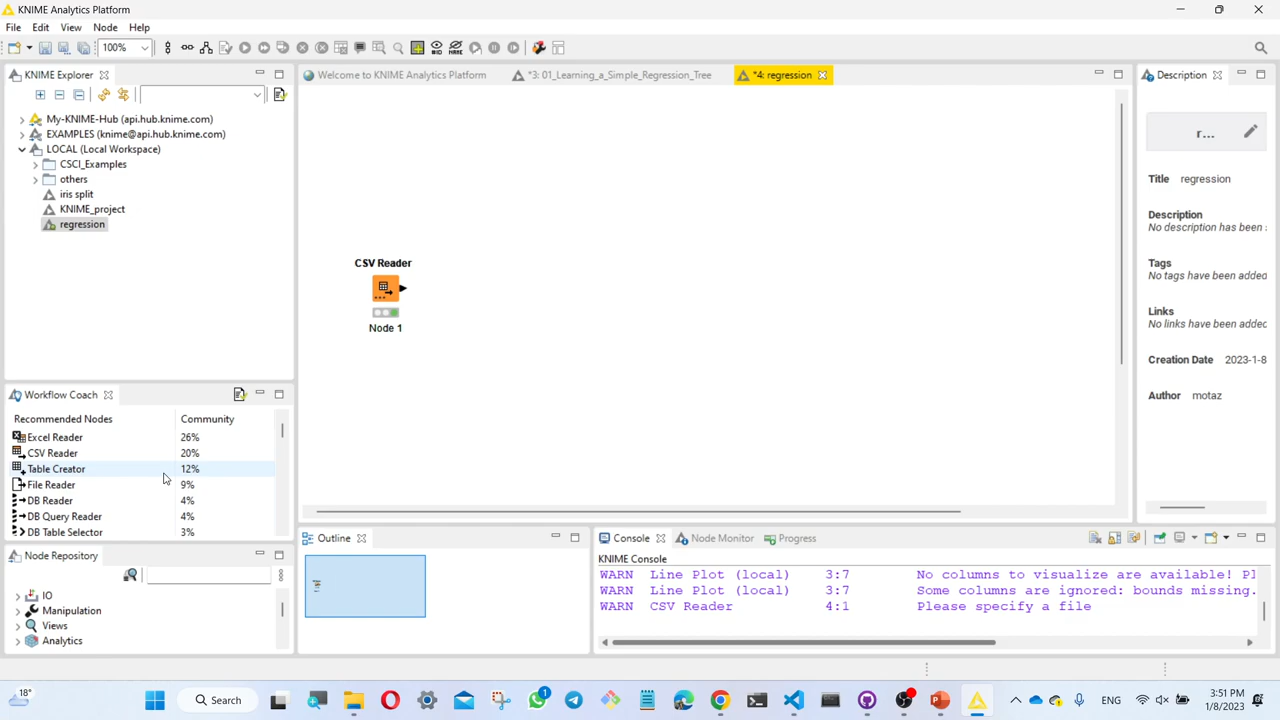 KNIME Analytics Platform
File Edit View Node Help
100%
KNIME Explorer
My-KNIME-Hub (api.hub.knime.com)
EXAMPLES (knime@api.hub.knime.com)
LOCAL (Local Workspace)
CSCI_Examples
others
iris split
KNIME_project
regression
Workflow Coach
Recommended Nodes Community
Excel Reader 26%
CSV Reader 20%
Table Creator 12%
File Reader 9%
DB Reader 4%
DB Query Reader 4%
DB Table Selector 3%
Node Repository
IO
Manipulation
Views
Analytics
Welcome to KNIME Analytics Platform *3: 01_Learning_a_Simple_Regression_Tree *4: regression
CSV Reader
Node 1
Outline
Console Node Monitor Progress
KNIME Console
WARN Line Plot (local) 3:7 No columns to visualize are available! Pl
WARN Line Plot (local) 3:7 Some columns are ignored: bounds missing.
WARN CSV Reader 4:1 Please specify a file
Description
r...
Title regression
Description
No description has been
Tags
No tags have been added
Links
No links have been added
Creation Date 2023-1-8
Author motaz
18°
Search
1
ENG
3:51 PM
1/8/2023